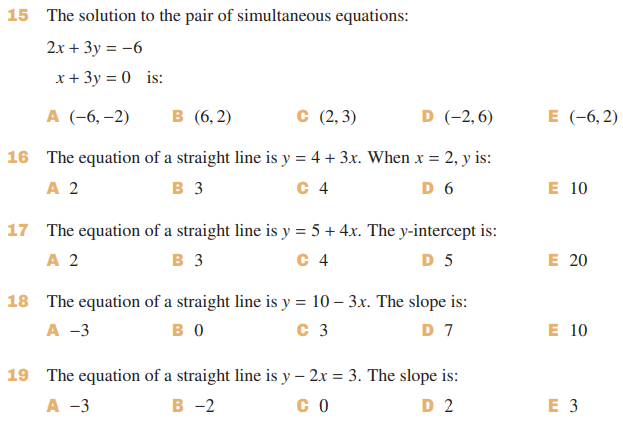 15 The solution to the pair of simultaneous equations:
2x + 3y = −6
x + 3y = 0 is:
A (−6, −2) B (6, 2) C (2, 3) D (−2, 6) E (−6, 2)
16 The equation of a straight line is y = 4 + 3x. When x = 2, y is:
A 2 B 3 C 4 D 6 E 10
17 The equation of a straight line is y = 5 + 4x. The y-intercept is:
A 2 B 3 C 4 D 5 E 20
18 The equation of a straight line is y = 10 − 3x. The slope is:
A −3 B 0 C 3 D 7 E 10
19 The equation of a straight line is y − 2x = 3. The slope is:
A −3 B −2 C 0 D 2 E 3